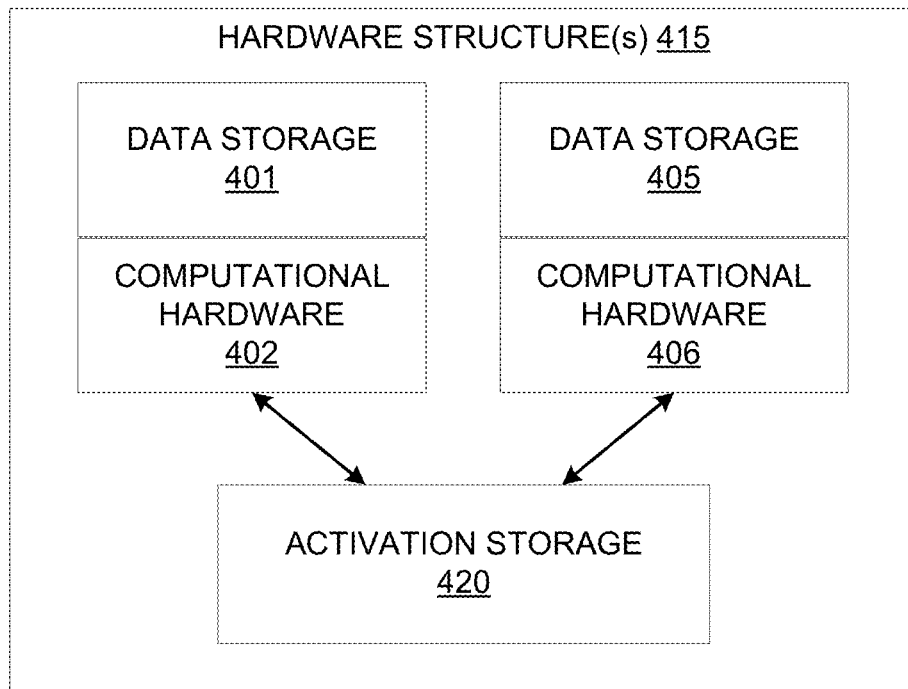 HARDWARE STRUCTURE(s) 415
DATA STORAGE
401
COMPUTATIONAL
HARDWARE
402
DATA STORAGE
405
COMPUTATIONAL
HARDWARE
406
ACTIVATION STORAGE
420